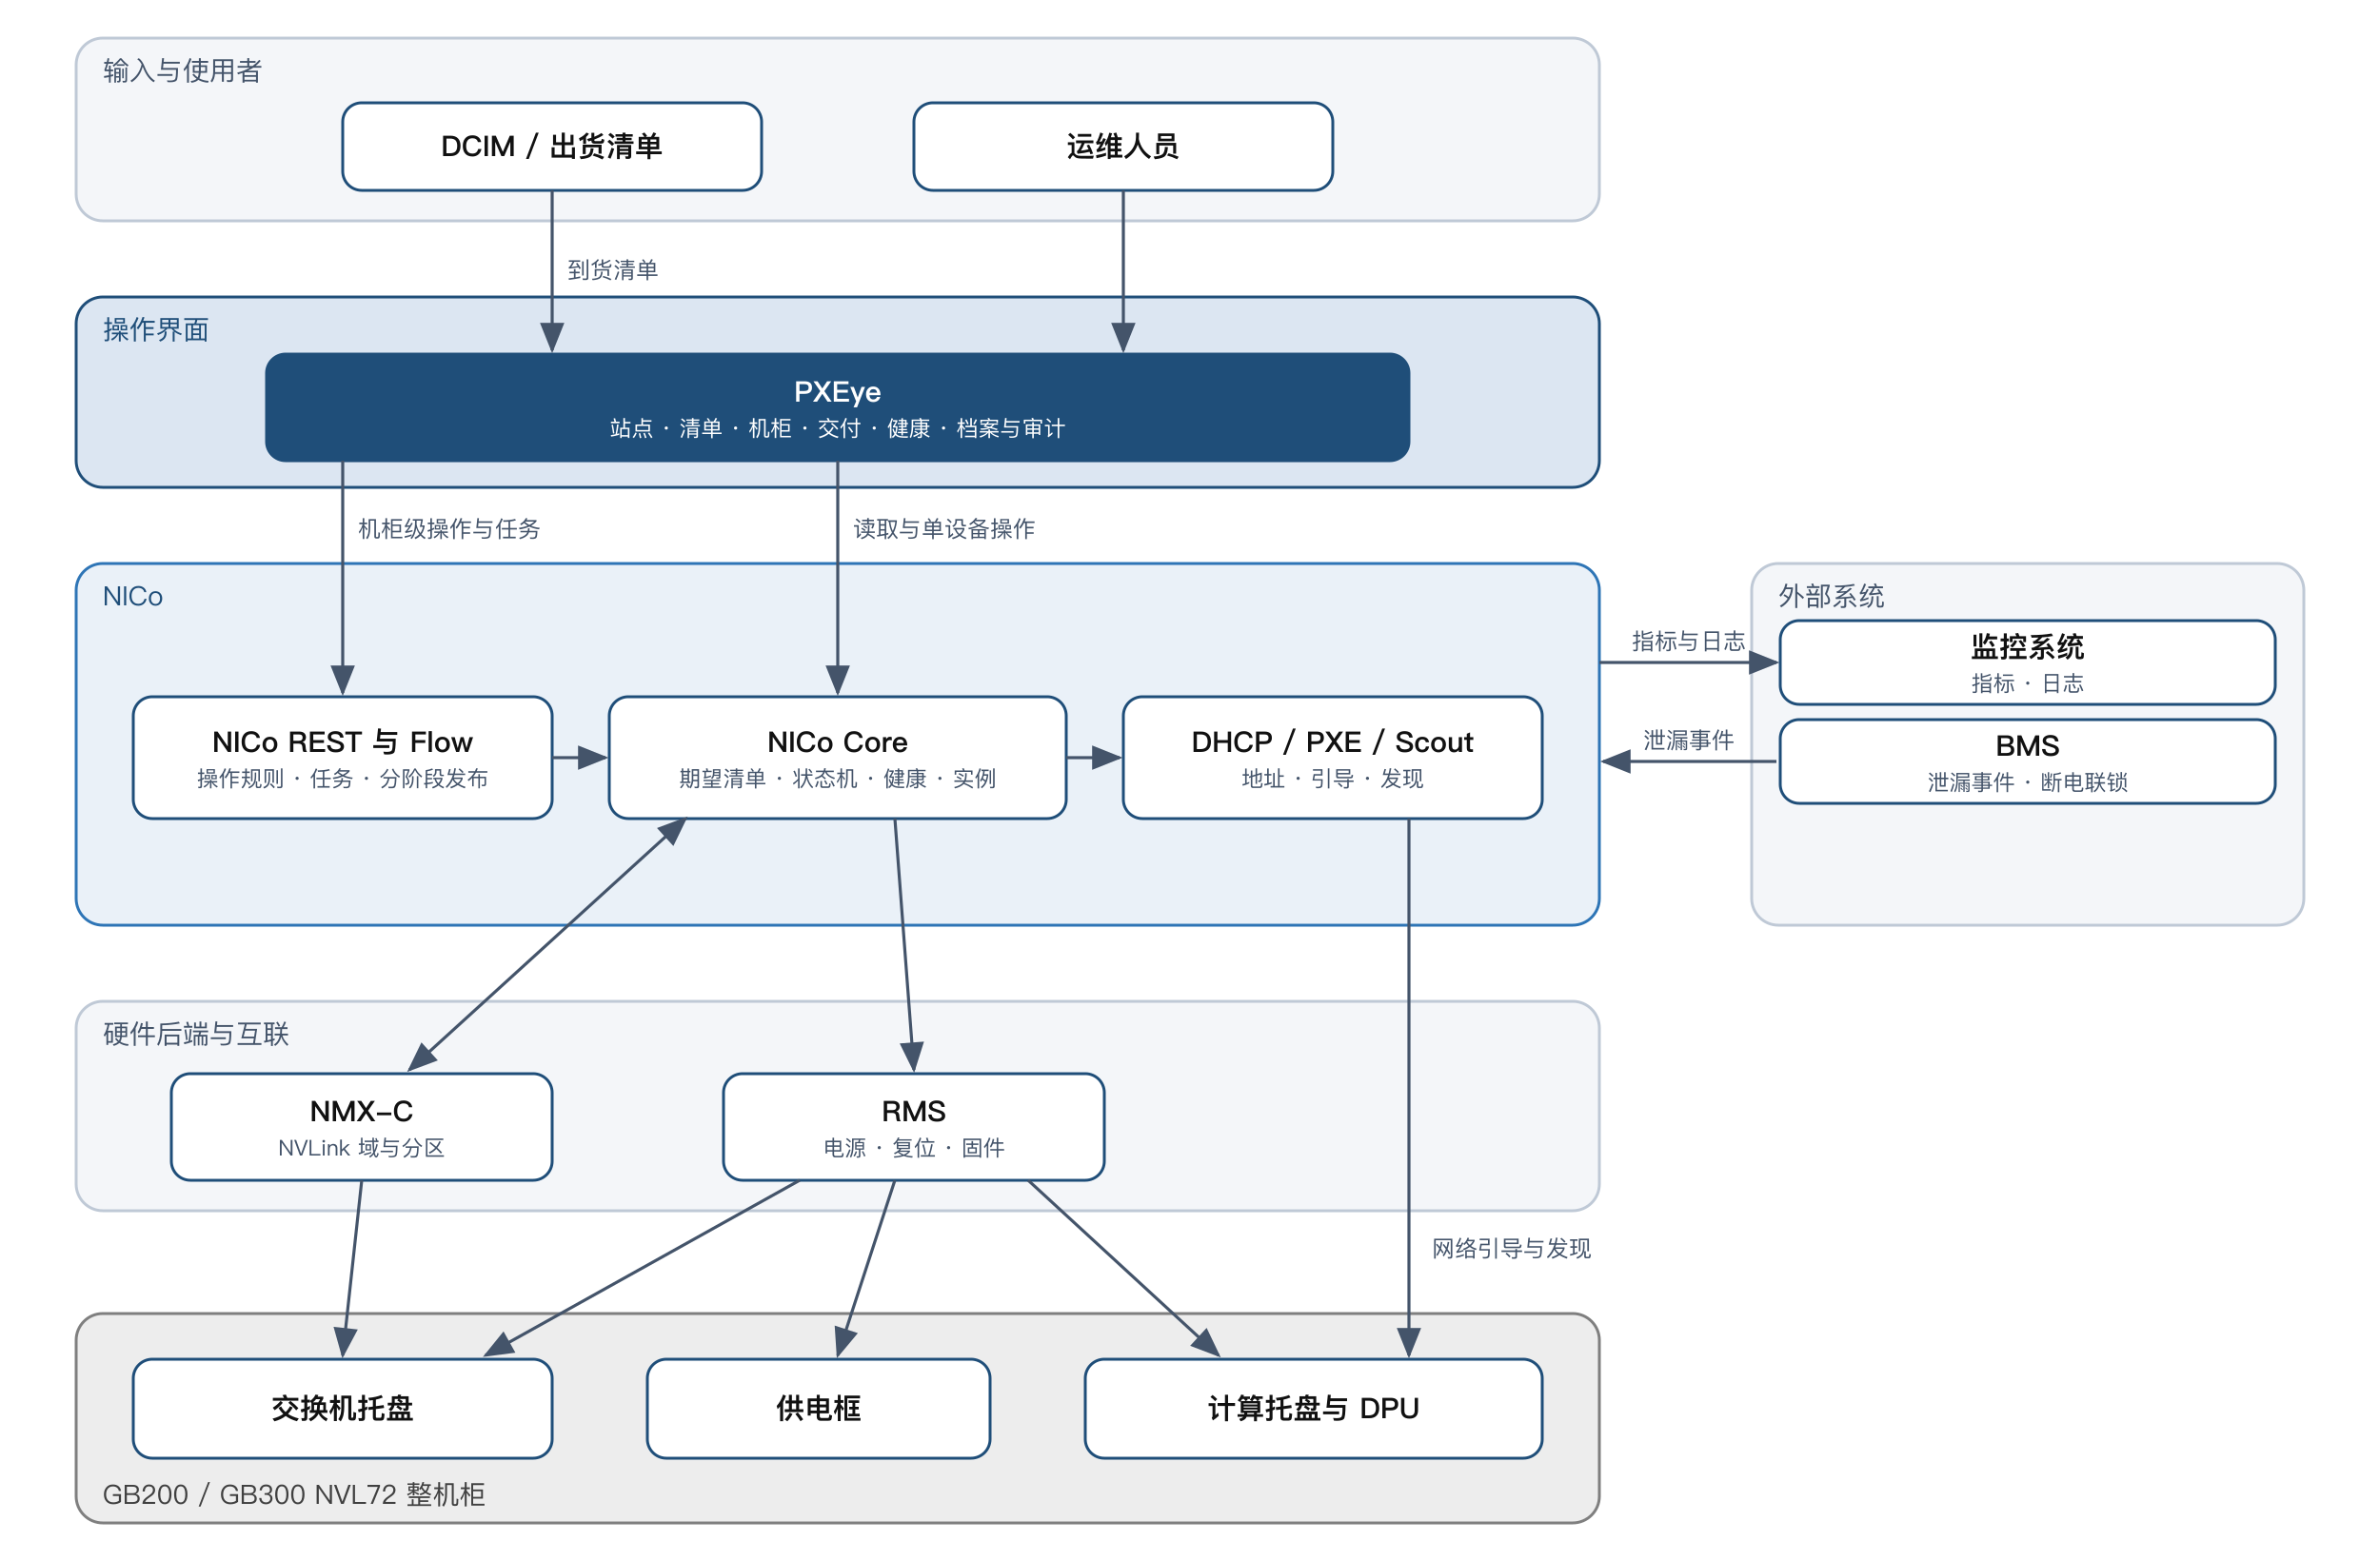 输入与使用者
DCIM / 出货清单
运维人员
到货清单
操作界面
PXEye
站点 · 清单 · 机柜 · 交付 · 健康 · 档案与审计
机柜级操作与任务
读取与单设备操作
NICo
NICo REST 与 Flow
操作规则 · 任务 · 分阶段发布
NICo Core
期望清单 · 状态机 · 健康 · 实例
DHCP / PXE / Scout
地址 · 引导 · 发现
指标与日志
泄漏事件
外部系统
监控系统
指标 · 日志
BMS
泄漏事件 · 断电联锁
硬件后端与互联
NMX-C
NVLink 域与分区
RMS
电源 · 复位 · 固件
网络引导与发现
交换机托盘
供电框
计算托盘与 DPU
GB200 / GB300 NVL72 整机柜